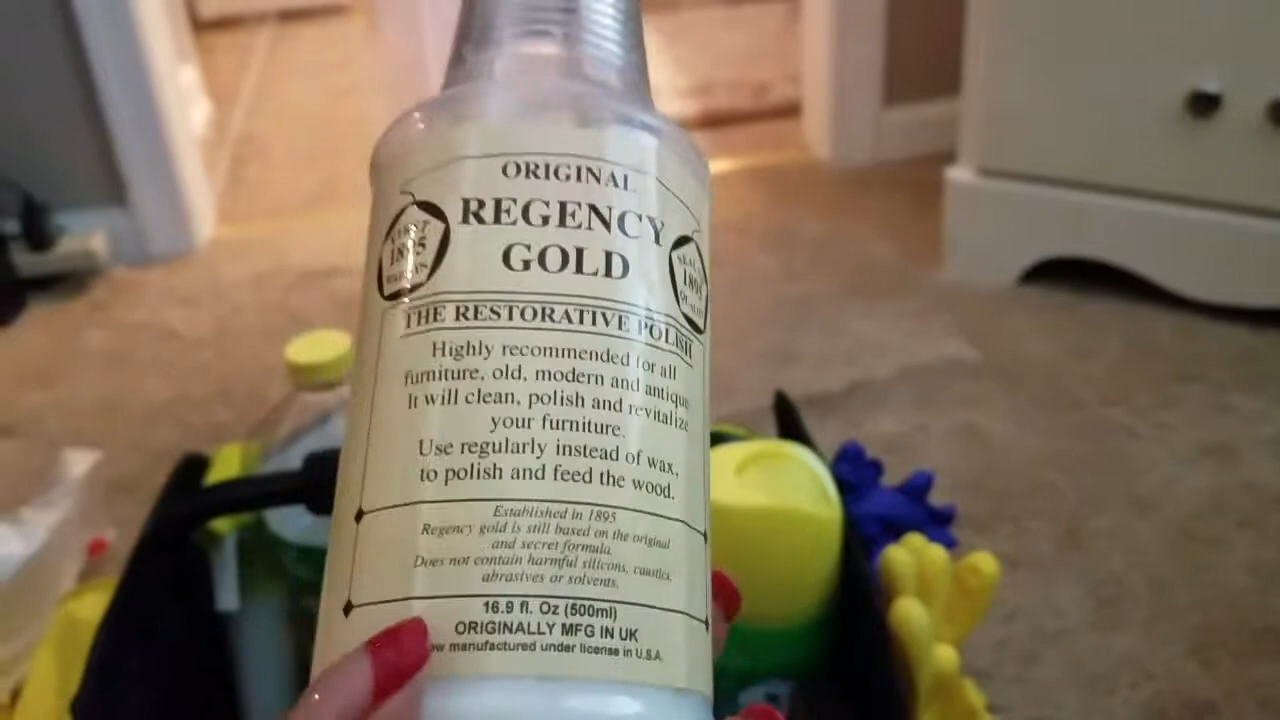 ORIGINAL
REGENCY
GOLD
1895
1895
THE RESTORATIVE POLISH
Highly recommended for all
furniture, old, modern and antique
It will clean, polish and revitalize
your furniture.
Use regularly instead of wax,
to polish and feed the wood.
Established in 1895
Regency gold is still based on the original
and secret formula.
Does not contain harmful silicons, caustics,
abrasives or solvents.
16.9 fl. Oz (500ml)
ORIGINALLY MFG IN UK
manufactured under license in U.S.A.